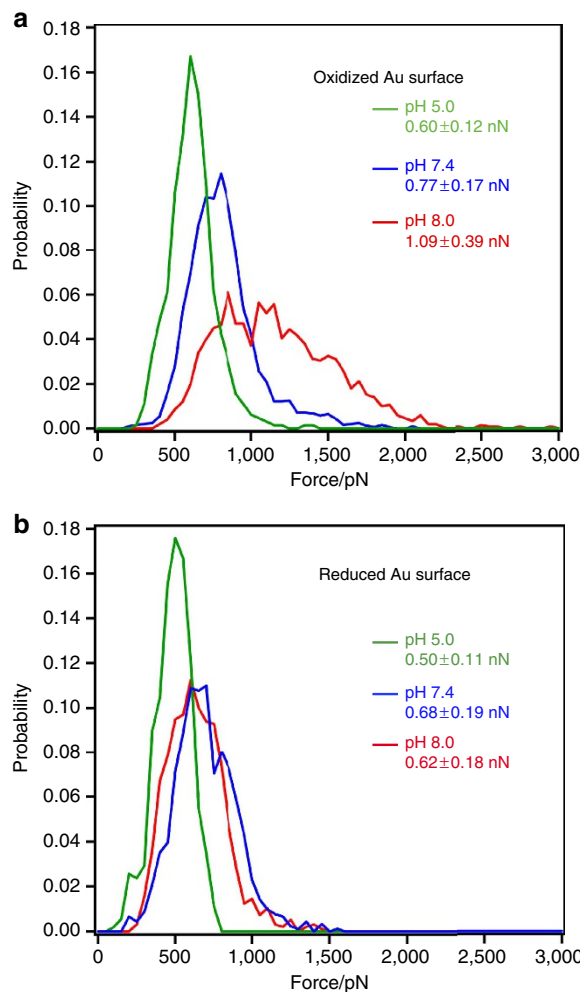 a
0.18
0.16
0.14
0.12
0.10
0.08
0.06
0.04
0.02
0.00
Probability
Oxidized Au surface
pH 5.0
0.60±0.12 nN
pH 7.4
0.77±0.17 nN
pH 8.0
1.09±0.39 nN
0
500
1,000
1,500
2,000
2,500
3,000
Force/pN
b
0.18
0.16
0.14
0.12
0.10
0.08
0.06
0.04
0.02
0.00
Probability
Reduced Au surface
pH 5.0
0.50±0.11 nN
pH 7.4
0.68±0.19 nN
pH 8.0
0.62±0.18 nN
0
500
1,000
1,500
2,000
2,500
3,000
Force/pN